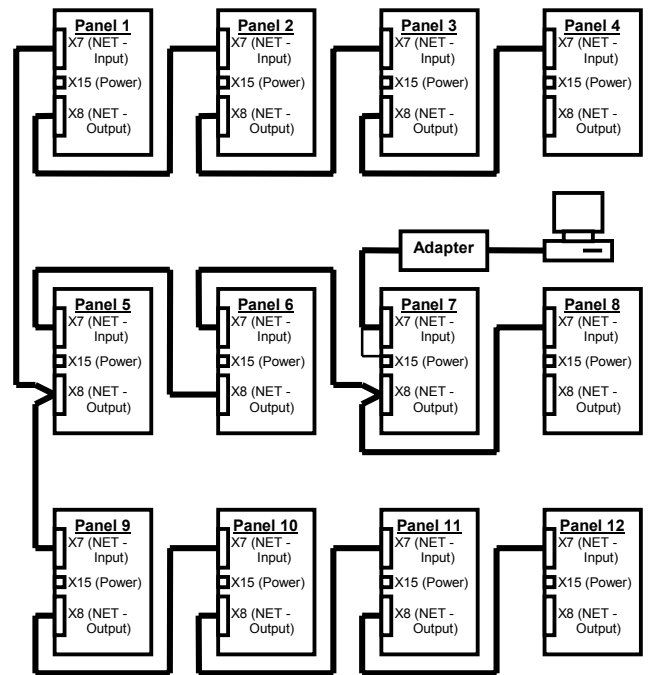 Panel 1
X7 (NET -
Input)
X15 (Power)
X8 (NET -
Output)
Panel 2
X7 (NET -
Input)
X15 (Power)
X8 (NET -
Output)
Panel 3
X7 (NET -
Input)
X15 (Power)
X8 (NET -
Output)
Panel 4
X7 (NET -
Input)
X15 (Power)
X8 (NET -
Output)
Adapter
Panel 5
X7 (NET -
Input)
X15 (Power)
X8 (NET -
Output)
Panel 6
X7 (NET -
Input)
X15 (Power)
X8 (NET -
Output)
Panel 7
X7 (NET -
Input)
X15 (Power)
X8 (NET -
Output)
Panel 8
X7 (NET -
Input)
X15 (Power)
X8 (NET -
Output)
Panel 9
X7 (NET -
Input)
X15 (Power)
X8 (NET -
Output)
Panel 10
X7 (NET -
Input)
X15 (Power)
X8 (NET -
Output)
Panel 11
X7 (NET -
Input)
X15 (Power)
X8 (NET -
Output)
Panel 12
X7 (NET -
Input)
X15 (Power)
X8 (NET -
Output)